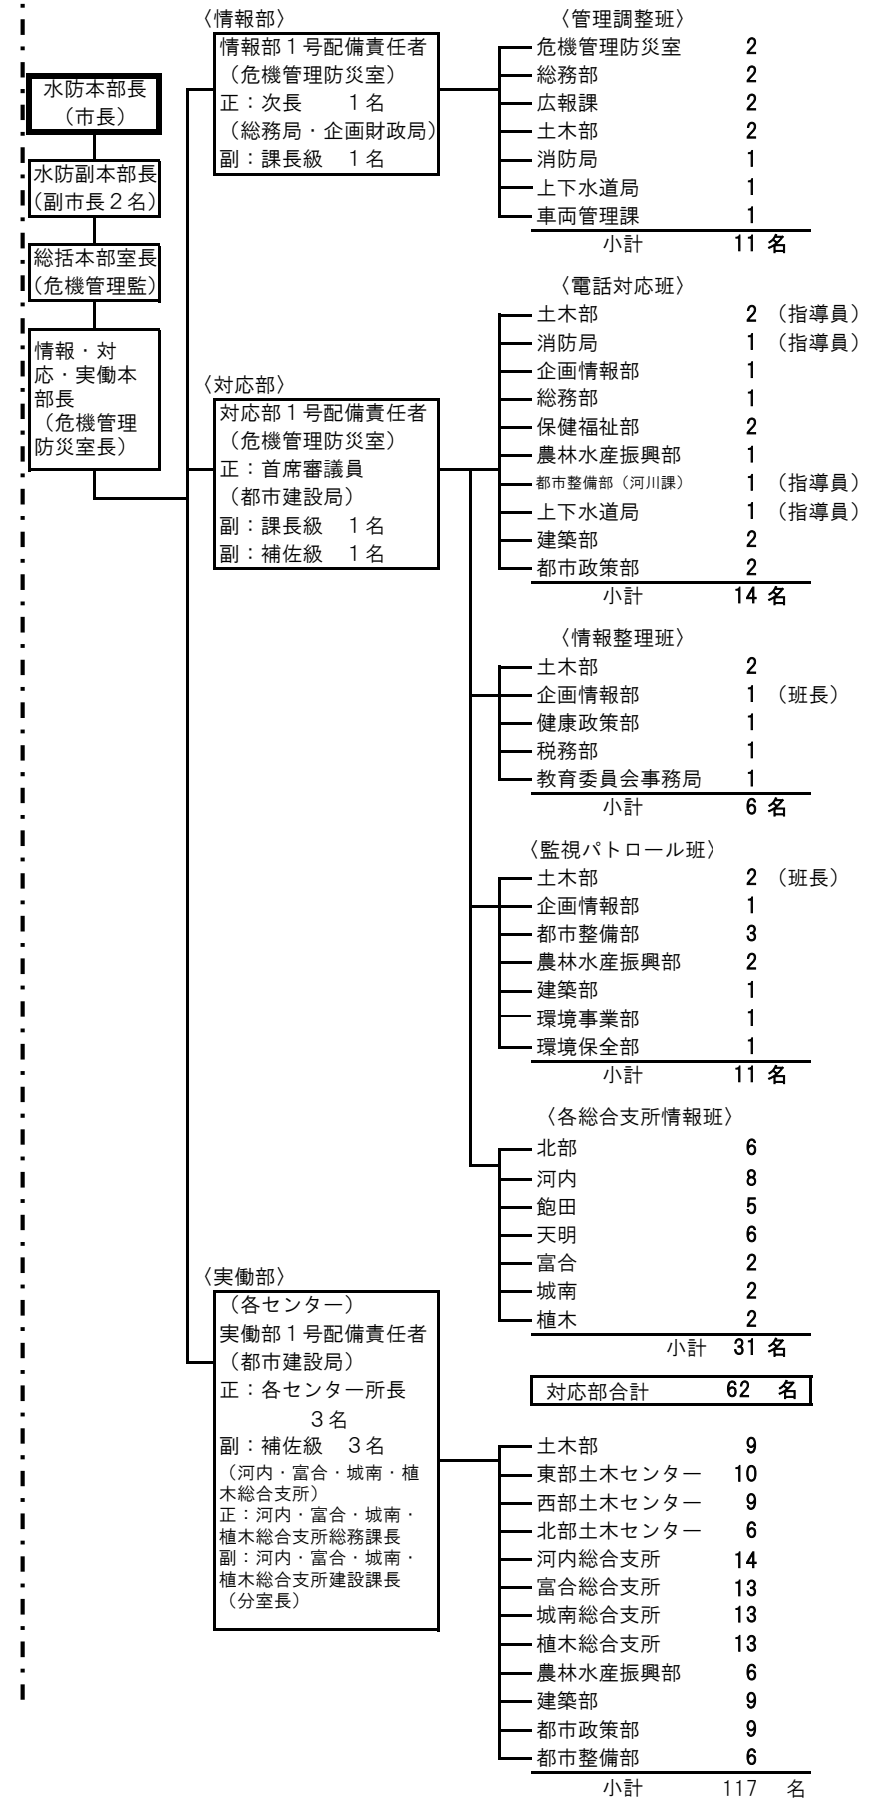 水防本部長
（市長）
水防副本部長
（副市長２名）
総括本部室長
（危機管理監）
情報・対
応・実働本
部長
（危機管理
防災室長）
〈情報部〉
情報部１号配備責任者
（危機管理防災室）
正：次長　　１名
（総務局・企画財政局）
副：課長級　１名
〈管理調整班〉
危機管理防災室　2
総務部　2
広報課　2
土木部　2
消防局　1
上下水道局　1
車両管理課　1
小計　11 名
〈対応部〉
対応部１号配備責任者
（危機管理防災室）
正：首席審議員
（都市建設局）
副：課長級　１名
副：補佐級　１名
〈電話対応班〉
土木部　2　（指導員）
消防局　1　（指導員）
企画情報部　1
総務部　1
保健福祉部　2
農林水産振興部　1
都市整備部（河川課）　1　（指導員）
上下水道局　1　（指導員）
建築部　2
都市政策部　2
小計　14 名
〈情報整理班〉
土木部　2
企画情報部　1　（班長）
健康政策部　1
税務部　1
教育委員会事務局　1
小計　6 名
〈監視パトロール班〉
土木部　2　（班長）
企画情報部　1
都市整備部　3
農林水産振興部　2
建築部　1
環境事業部　1
環境保全部　1
小計　11 名
〈各総合支所情報班〉
北部　6
河内　8
飽田　5
天明　6
富合　2
城南　2
植木　2
小計　31 名
対応部合計　62　名
〈実働部〉
（各センター）
実働部１号配備責任者
（都市建設局）
正：各センター所長
３名
副：補佐級　３名
（河内・富合・城南・植
木総合支所）
正：河内・富合・城南・
植木総合支所総務課長
副：河内・富合・城南・
植木総合支所建設課長
（分室長）
土木部　9
東部土木センター　10
西部土木センター　9
北部土木センター　6
河内総合支所　14
富合総合支所　13
城南総合支所　13
植木総合支所　13
農林水産振興部　6
建築部　9
都市政策部　9
都市整備部　6
小計　117　名